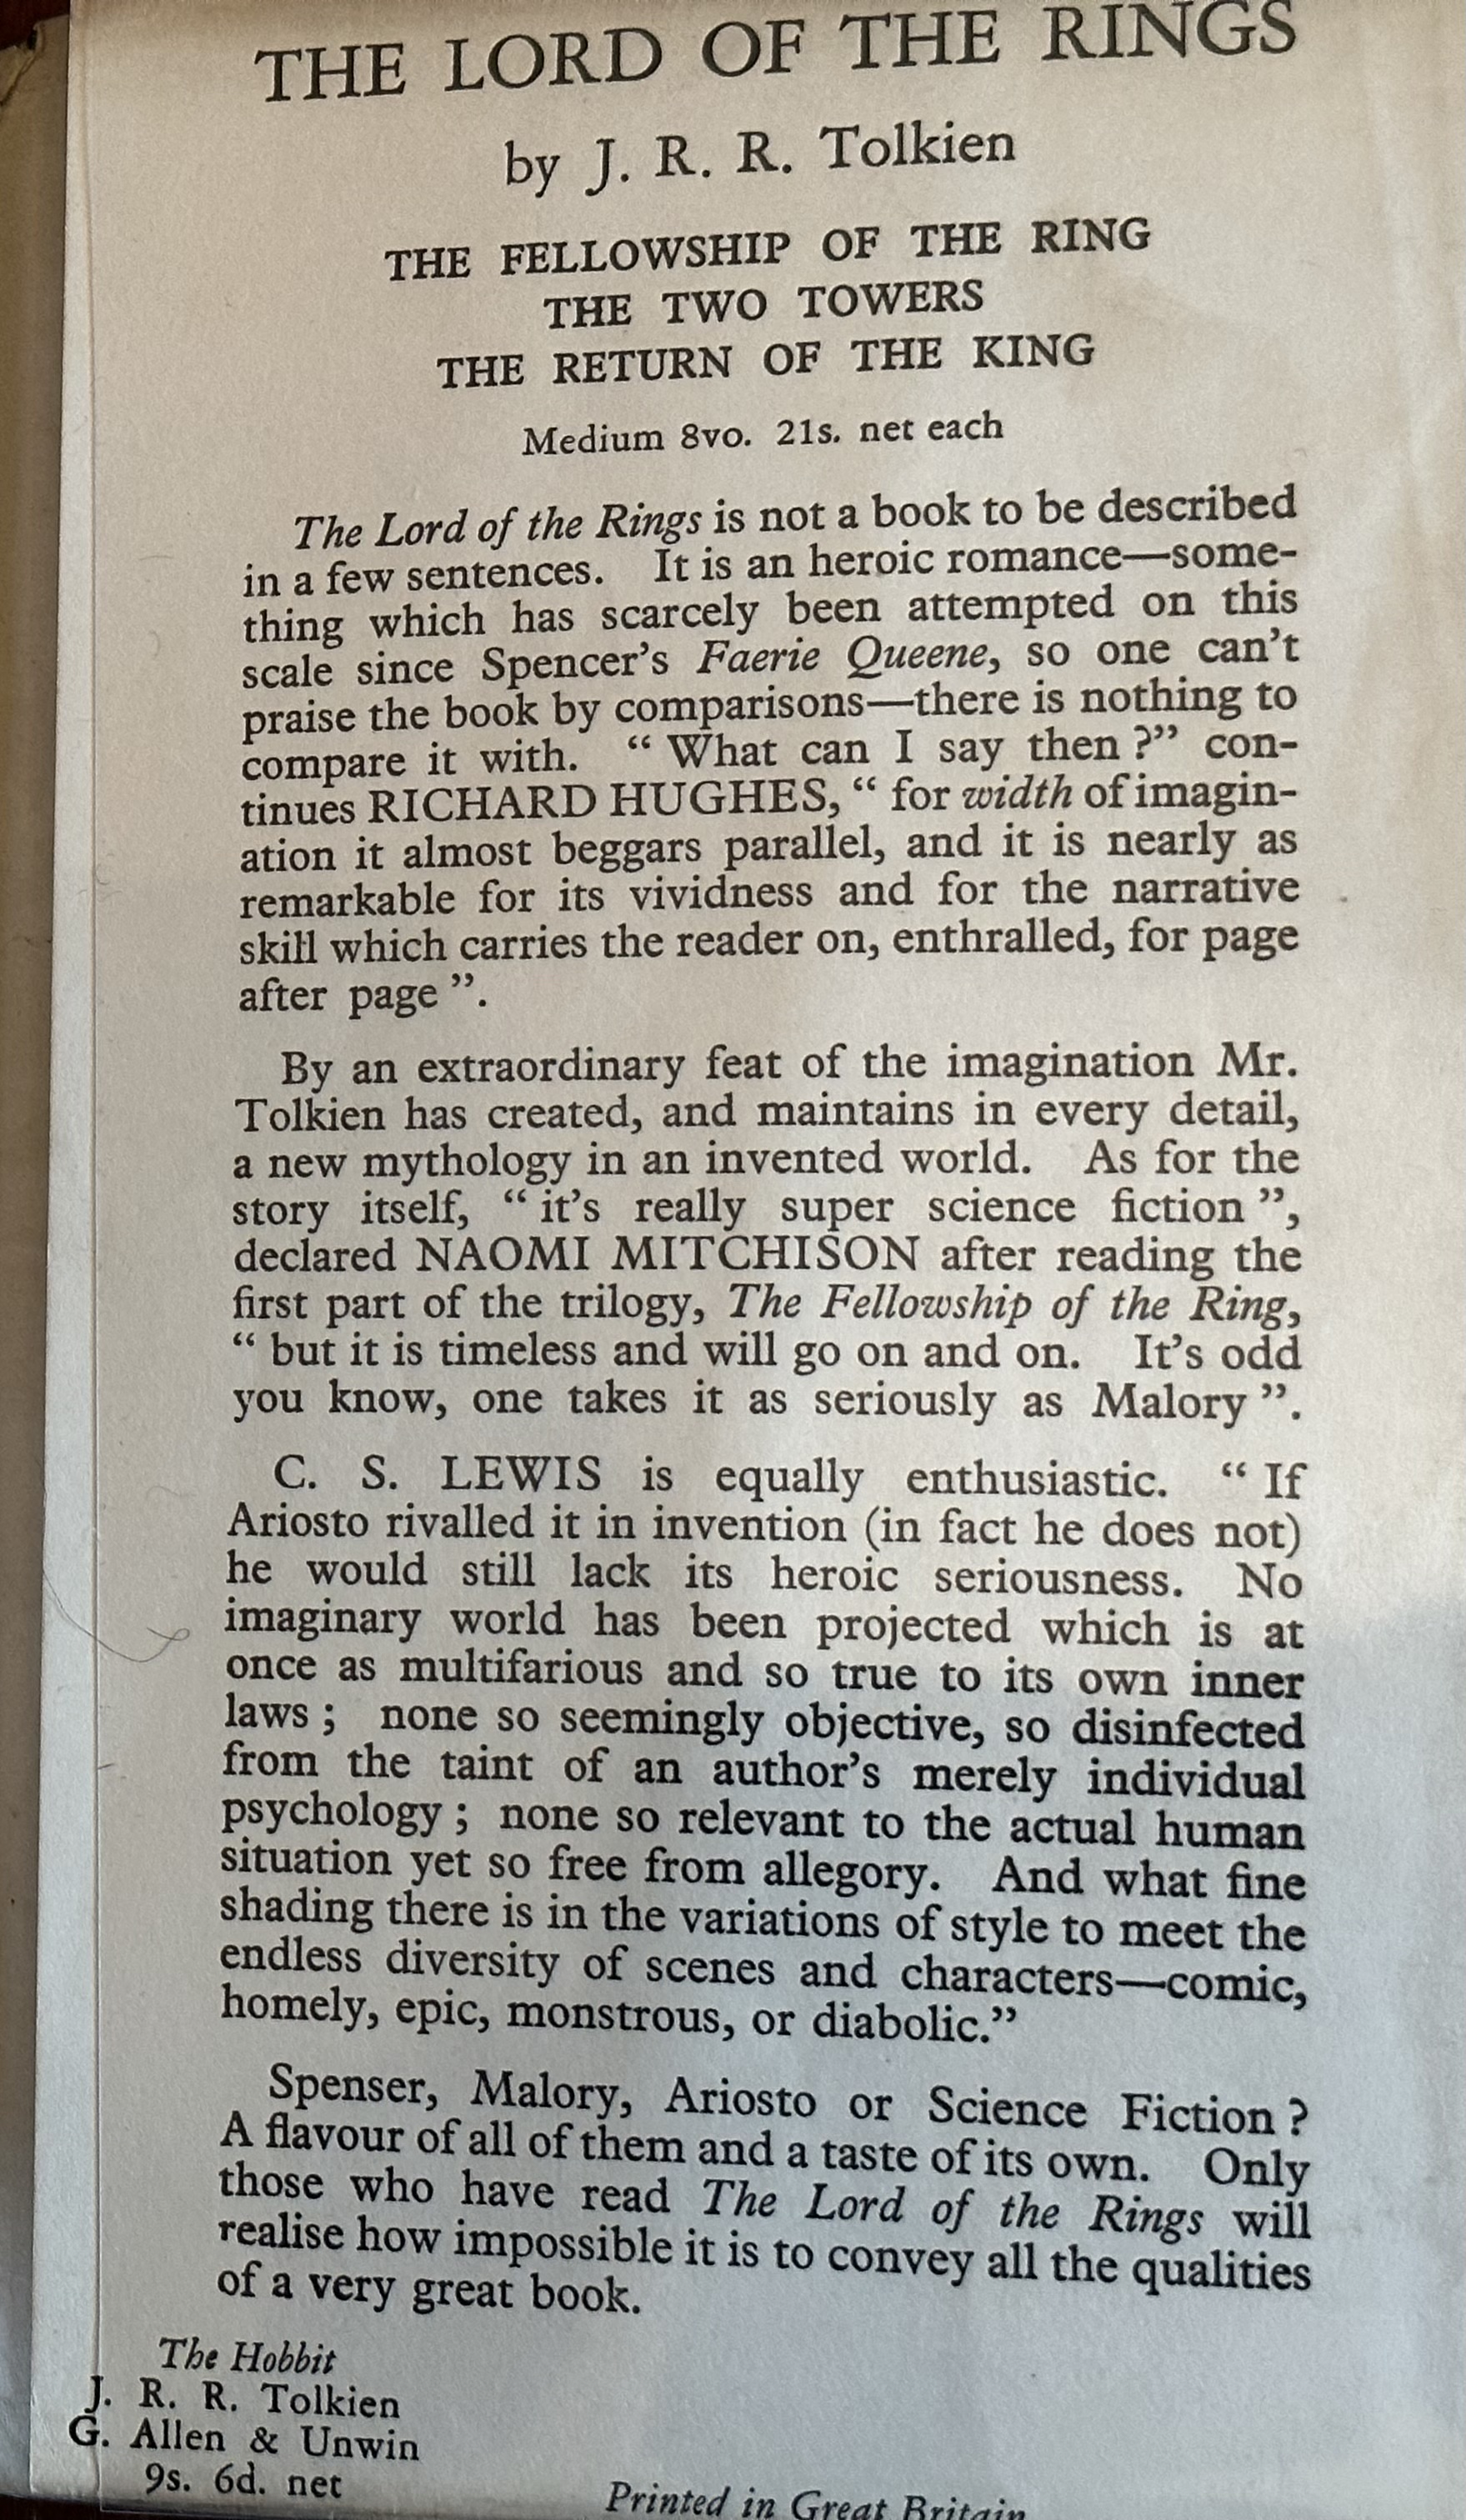 THE LORD OF THE RINGS
by J. R. R. Tolkien
THE FELLOWSHIP OF THE RING
THE TWO TOWERS
THE RETURN OF THE KING
Medium 8vo. 21s. net each
The Lord of the Rings is not a book to be described
in a few sentences. It is an heroic romance—some-
thing which has scarcely been attempted on this
scale since Spencer’s Faerie Queene, so one can’t
praise the book by comparisons—there is nothing to
compare it with. “ What can I say then ?” con-
tinues RICHARD HUGHES, “ for width of imagin-
ation it almost beggars parallel, and it is nearly as
remarkable for its vividness and for the narrative
skill which carries the reader on, enthralled, for page
after page ”.
By an extraordinary feat of the imagination Mr.
Tolkien has created, and maintains in every detail,
a new mythology in an invented world. As for the
story itself, “ it’s really super science fiction ”,
declared NAOMI MITCHISON after reading the
first part of the trilogy, The Fellowship of the Ring,
“ but it is timeless and will go on and on. It’s odd
you know, one takes it as seriously as Malory ”.
C. S. LEWIS is equally enthusiastic. “ If
Ariosto rivalled it in invention (in fact he does not)
he would still lack its heroic seriousness. No
imaginary world has been projected which is at
once as multifarious and so true to its own inner
laws ; none so seemingly objective, so disinfected
from the taint of an author’s merely individual
psychology ; none so relevant to the actual human
situation yet so free from allegory. And what fine
shading there is in the variations of style to meet the
endless diversity of scenes and characters—comic,
homely, epic, monstrous, or diabolic.”
Spenser, Malory, Ariosto or Science Fiction ?
A flavour of all of them and a taste of its own. Only
those who have read The Lord of the Rings will
realise how impossible it is to convey all the qualities
of a very great book.
The Hobbit
J. R. R. Tolkien
G. Allen & Unwin
9s. 6d. net
Printed in Great Britain